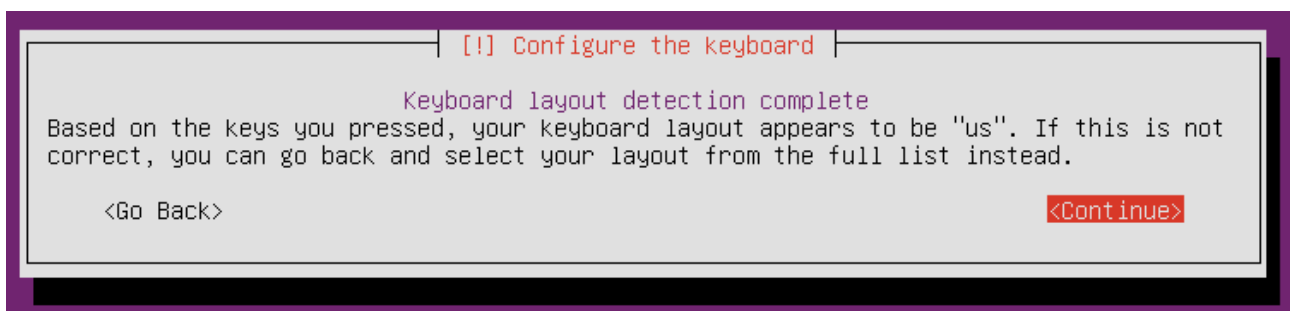 [!] Configure the keyboard
Keyboard layout detection complete
Based on the keys you pressed, your keyboard layout appears to be "us". If this is not
correct, you can go back and select your layout from the full list instead.
<Go Back> <Continue>